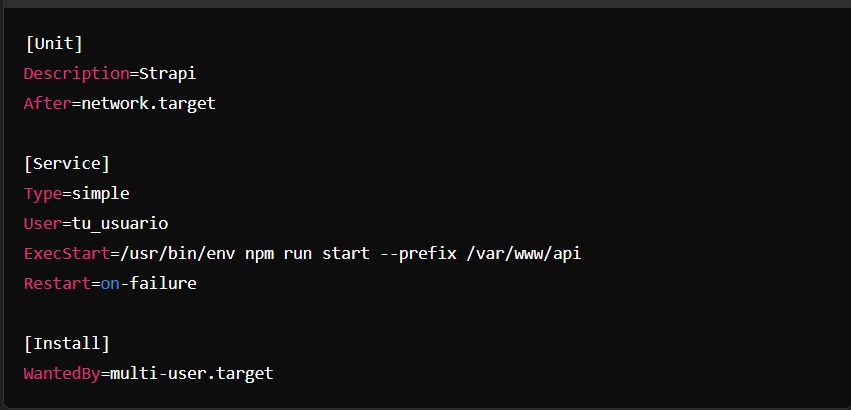 [Unit]
Description=Strapi
After=network.target
[Service]
Type=simple
User=tu_usuario
ExecStart=/usr/bin/env npm run start --prefix /var/www/api
Restart=on-failure
[Install]
WantedBy=multi-user.target